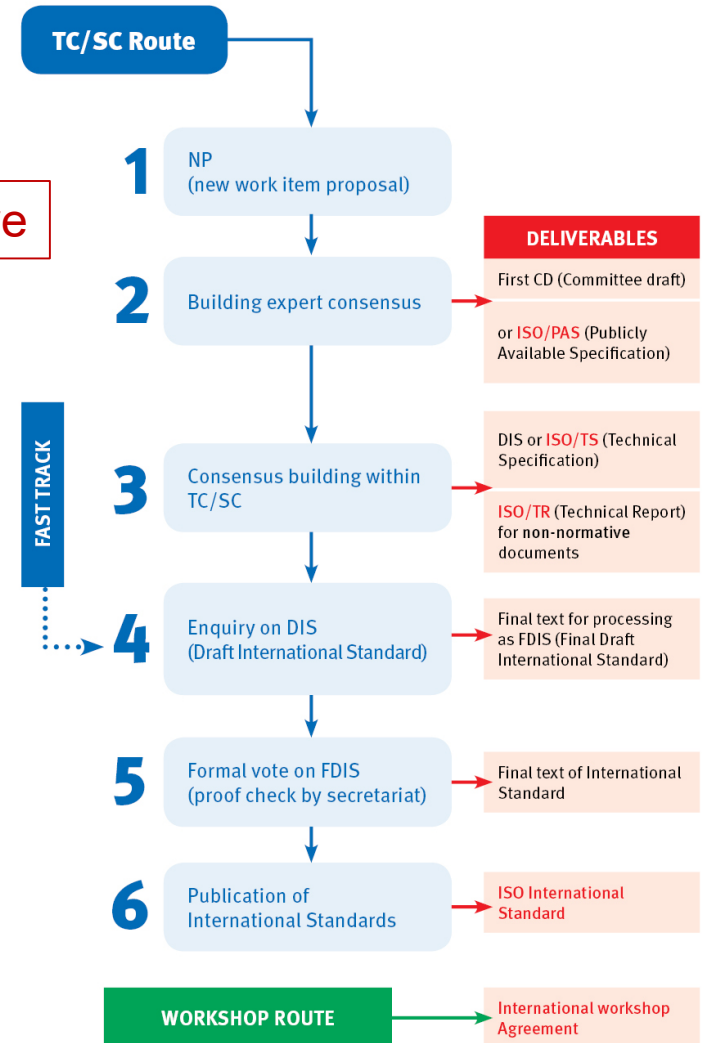 TC/SC Route
1
NP
(new work item proposal)
DELIVERABLES
2
Building expert consensus
First CD (Committee draft)
or ISO/PAS (Publicly
Available Specification)
FAST TRACK
3
Consensus building within
TC/SC
DIS or ISO/TS (Technical
Specification)
ISO/TR (Technical Report)
for non-normative
documents
4
Enquiry on DIS
(Draft International Standard)
Final text for processing
as FDIS (Final Draft
International Standard)
5
Formal vote on FDIS
(proof check by secretariat)
Final text of International
Standard
6
Publication of
International Standards
ISO International
Standard
WORKSHOP ROUTE
International workshop
Agreement